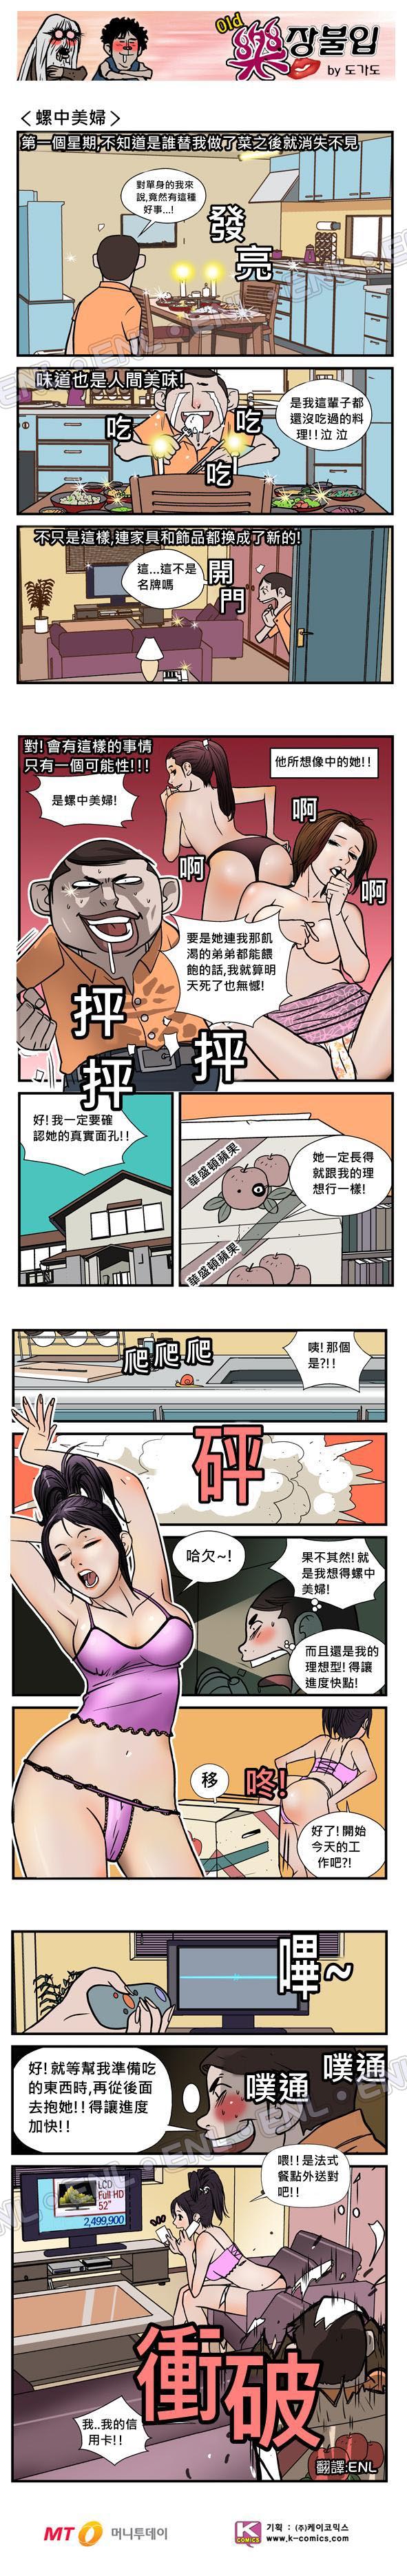 Old
樂장불입
by 도가도
<螺中美婦>
第一個星期,不知道是誰替我做了菜之後就消失不見
對單身的我來
說,竟然有這種
好事...!
發
亮
味道也是人間美味!
是我這輩子都
還沒吃過的料
理!!泣 泣
吃
吃
吃
不只是這樣,連家具和飾品都換成了新的!
這...這不是
名牌嗎
開
門
對! 會有這樣的事情
只有一個可能性!!!
他所想像中的她!!
是螺中美婦!
啊
啊
啊
要是她連我那飢
渴的弟弟都能餵
飽的話,我就算明
天死了也無憾!
抨
抨
抨
好! 我一定要確
認她的真實面孔!!
華盛頓蘋果
華盛頓蘋果
她一定長得
就跟我的理
想行一樣!
爬爬爬
咦! 那個
是?!!
砰
哈欠~!
果不其然! 就
是我想得螺中
美婦!
而且還是我的
理想型! 得讓
進度快點!
移
咚!
好了! 開始
今天的工
作吧?!
嗶~
好! 就等幫我準備吃
的東西時,再從後面
去抱她!! 得讓進度
加快!!
噗通
噗通
喂!! 是法式
餐點外送對
吧!!
LCD
Full HD
52"
2,499,900
衝破
我..我的信
用卡!!
翻譯:ENL
MT 머니투데이
K COMICS
기획 : (주)케이코믹스
www.k-comics.com